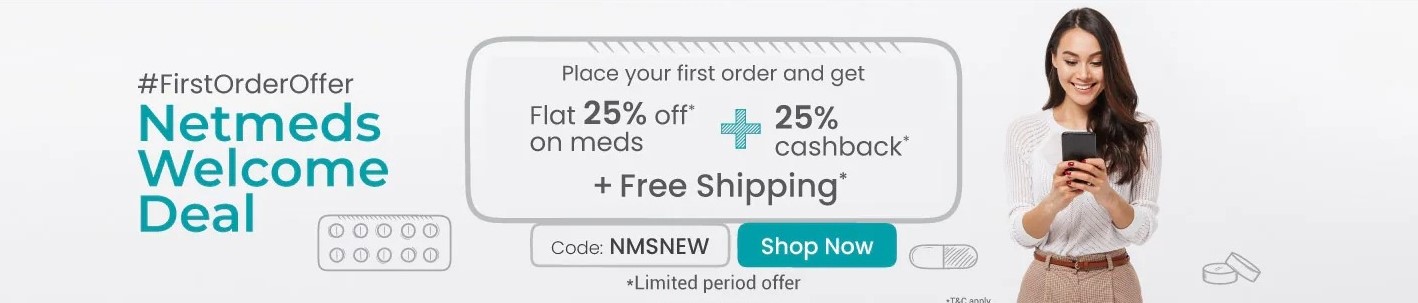 #FirstOrderOffer
Netmeds
Welcome
Deal
Place your first order and get
Flat 25% off*
on meds
+
25%
cashback*
+ Free Shipping*
Code: NMSNEW
Shop Now
*Limited period offer
*T&C apply